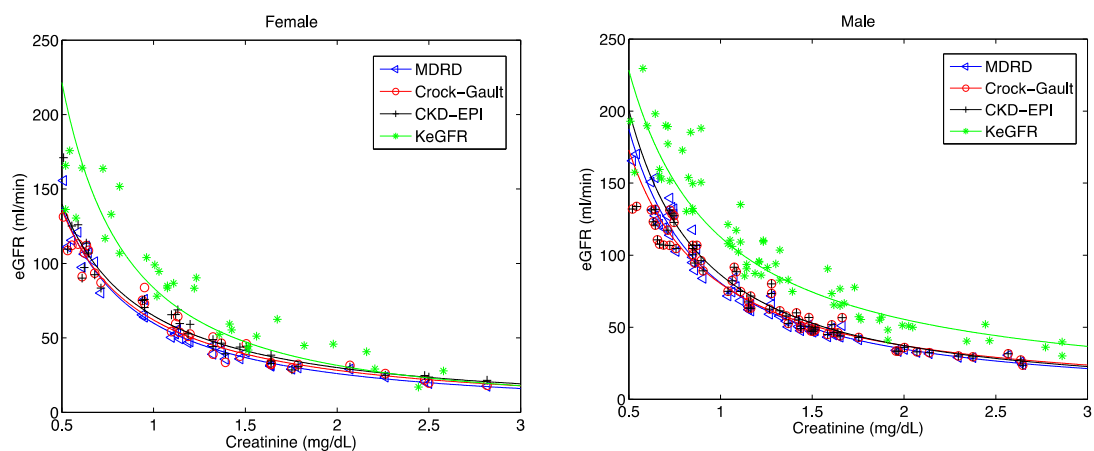 Female
250
200
150
100
50
0
0.5 1 1.5 2 2.5 3
eGFR (ml/min)
Creatinine (mg/dL)
MDRD
Crock-Gault
CKD-EPI
KeGFR
Male
250
200
150
100
50
0
0.5 1 1.5 2 2.5 3
eGFR (ml/min)
Creatinine (mg/dL)
MDRD
Crock-Gault
CKD-EPI
KeGFR